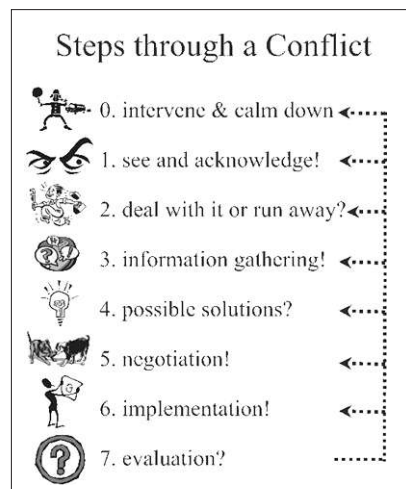 Steps through a Conflict
0. intervene & calm down
1. see and acknowledge!
2. deal with it or run away?
3. information gathering!
4. possible solutions?
5. negotiation!
6. implementation!
7. evaluation?